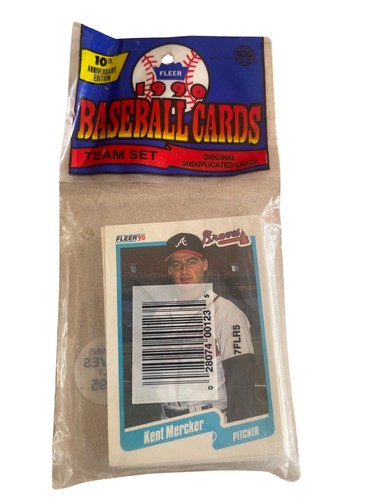 10TH
ANNIVERSARY
EDITION
FLEER
1990
BASEBALL CARDS
TEAM SET
ORIGINAL
UNDUPLICATED CARDS
FLEER '90
Braves
A
0 28074 00123 5
7FLR5
Kent Mercker
PITCHER